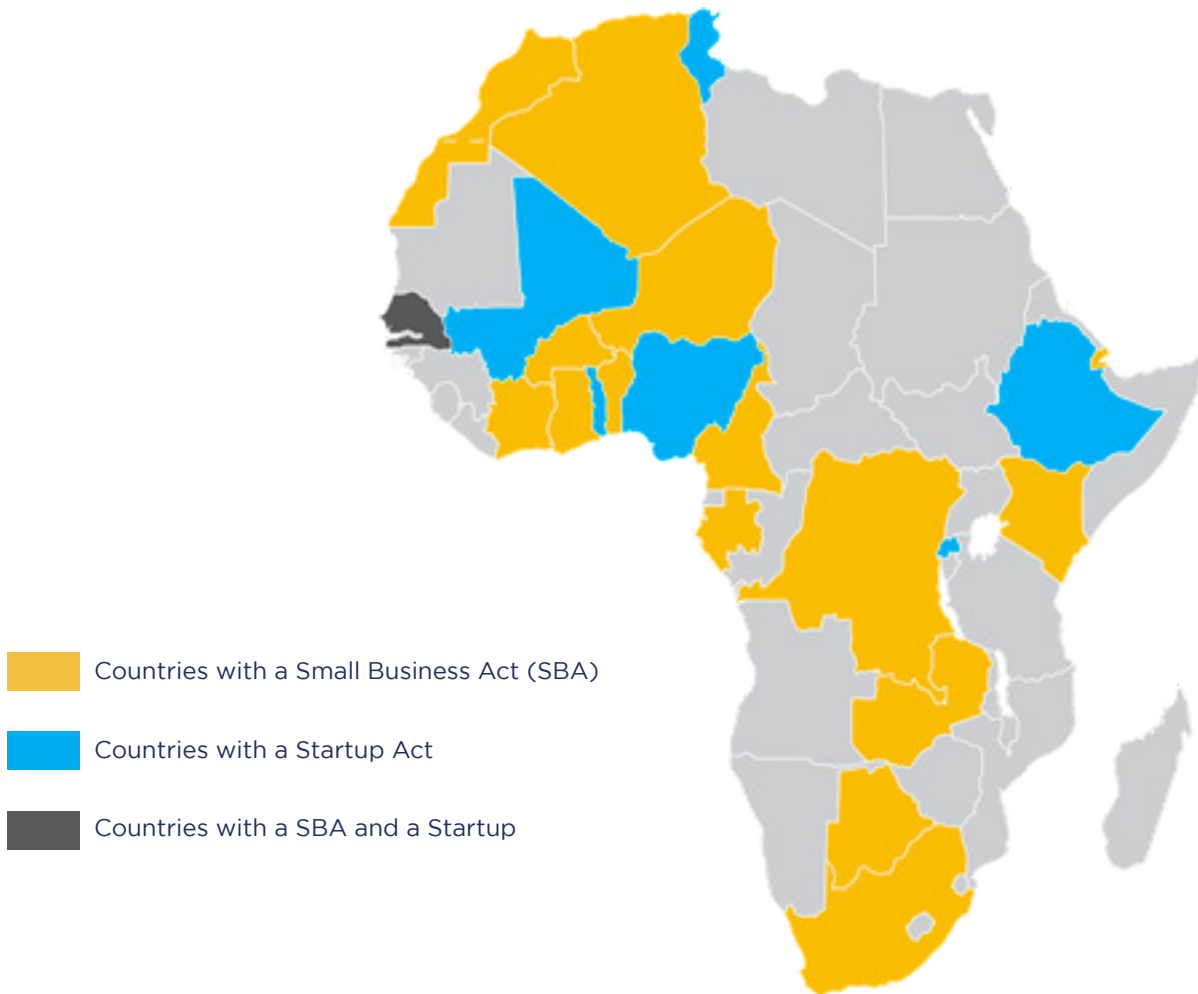 Countries with a Small Business Act (SBA)
Countries with a Startup Act
Countries with a SBA and a Startup